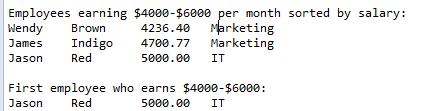 Employees earning $4000-$6000 per month sorted by salary:
Wendy    Brown     4236.40   Marketing
James    Indigo    4700.77   Marketing
Jason    Red       5000.00   IT

First employee who earns $4000-$6000:
Jason    Red       5000.00   IT